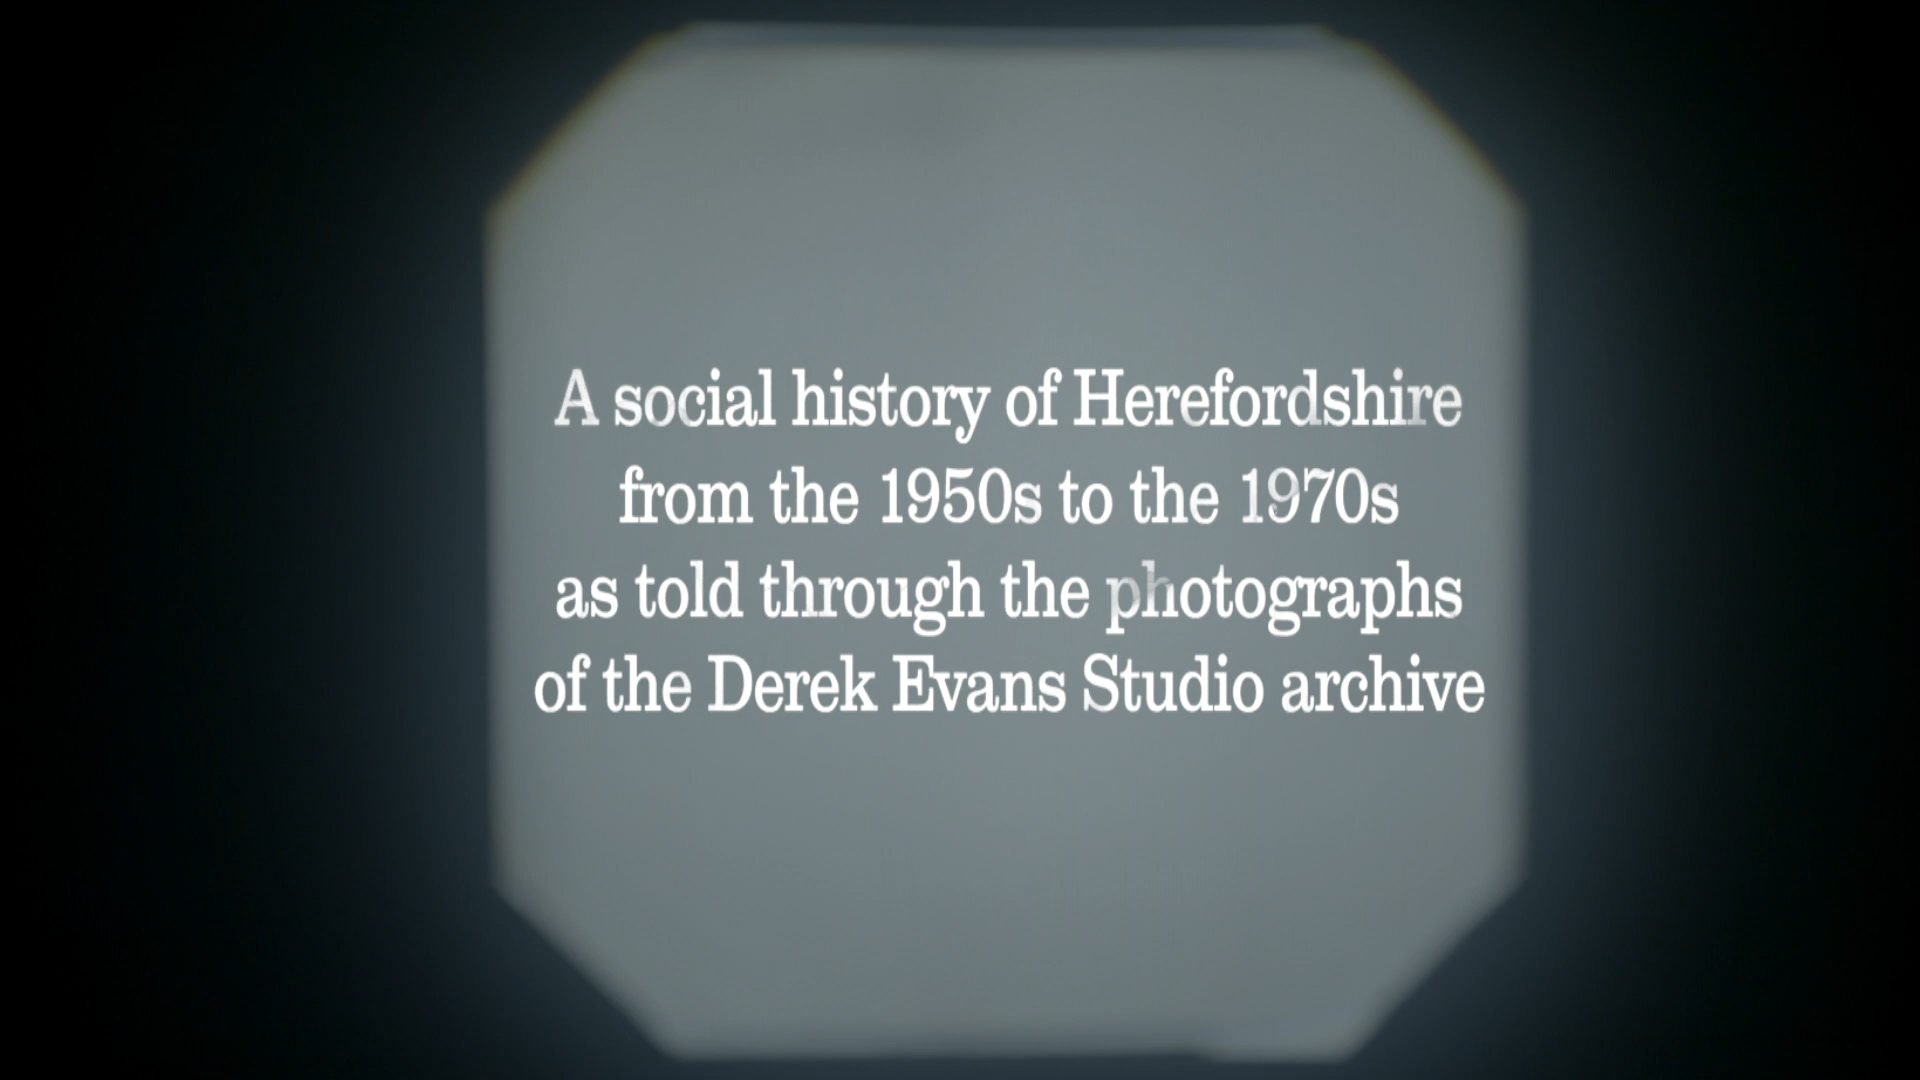 A social history of Herefordshire
from the 1950s to the 1970s
as told through the photographs
of the Derek Evans Studio archive